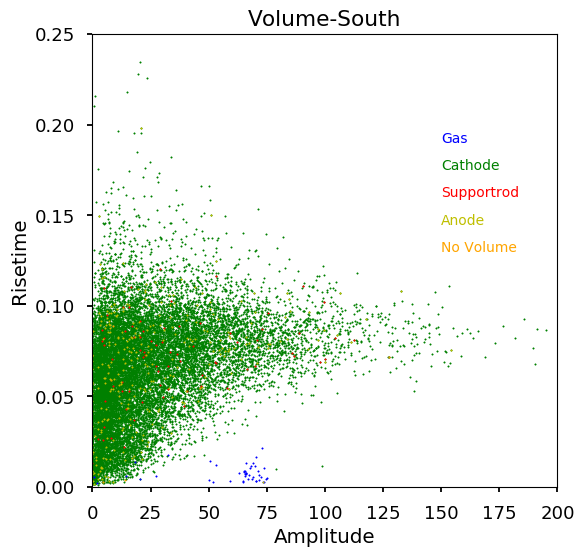 Volume-South
0.25
0.20
0.15
0.10
0.05
0.00
Risetime
Gas
Cathode
Supportrod
Anode
No Volume
0 25 50 75 100 125 150 175 200
Amplitude